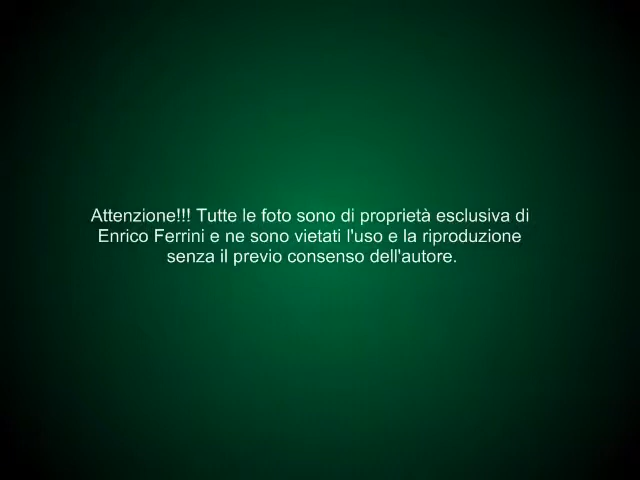 Attenzione!!! Tutte le foto sono di proprietà esclusiva di
Enrico Ferrini e ne sono vietati l'uso e la riproduzione
senza il previo consenso dell'autore.